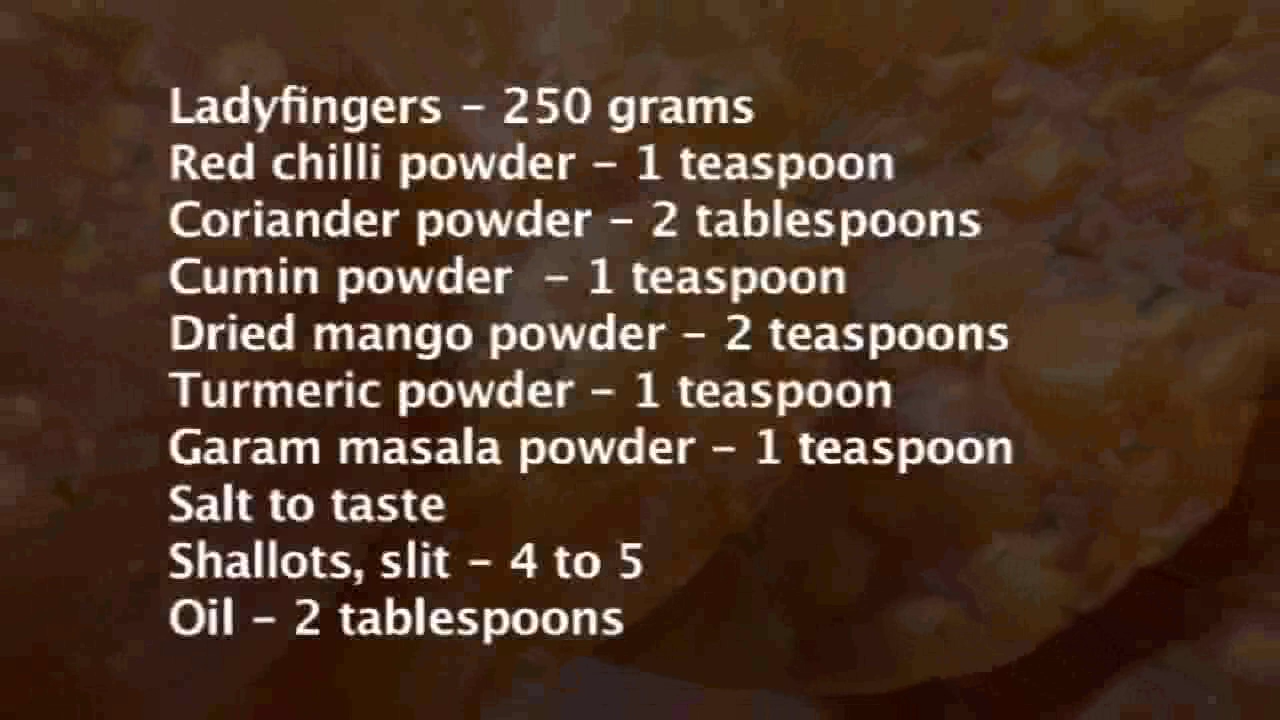 Ladyfingers – 250 grams
Red chilli powder – 1 teaspoon
Coriander powder – 2 tablespoons
Cumin powder  – 1 teaspoon
Dried mango powder – 2 teaspoons
Turmeric powder – 1 teaspoon
Garam masala powder – 1 teaspoon
Salt to taste
Shallots, slit – 4 to 5
Oil – 2 tablespoons